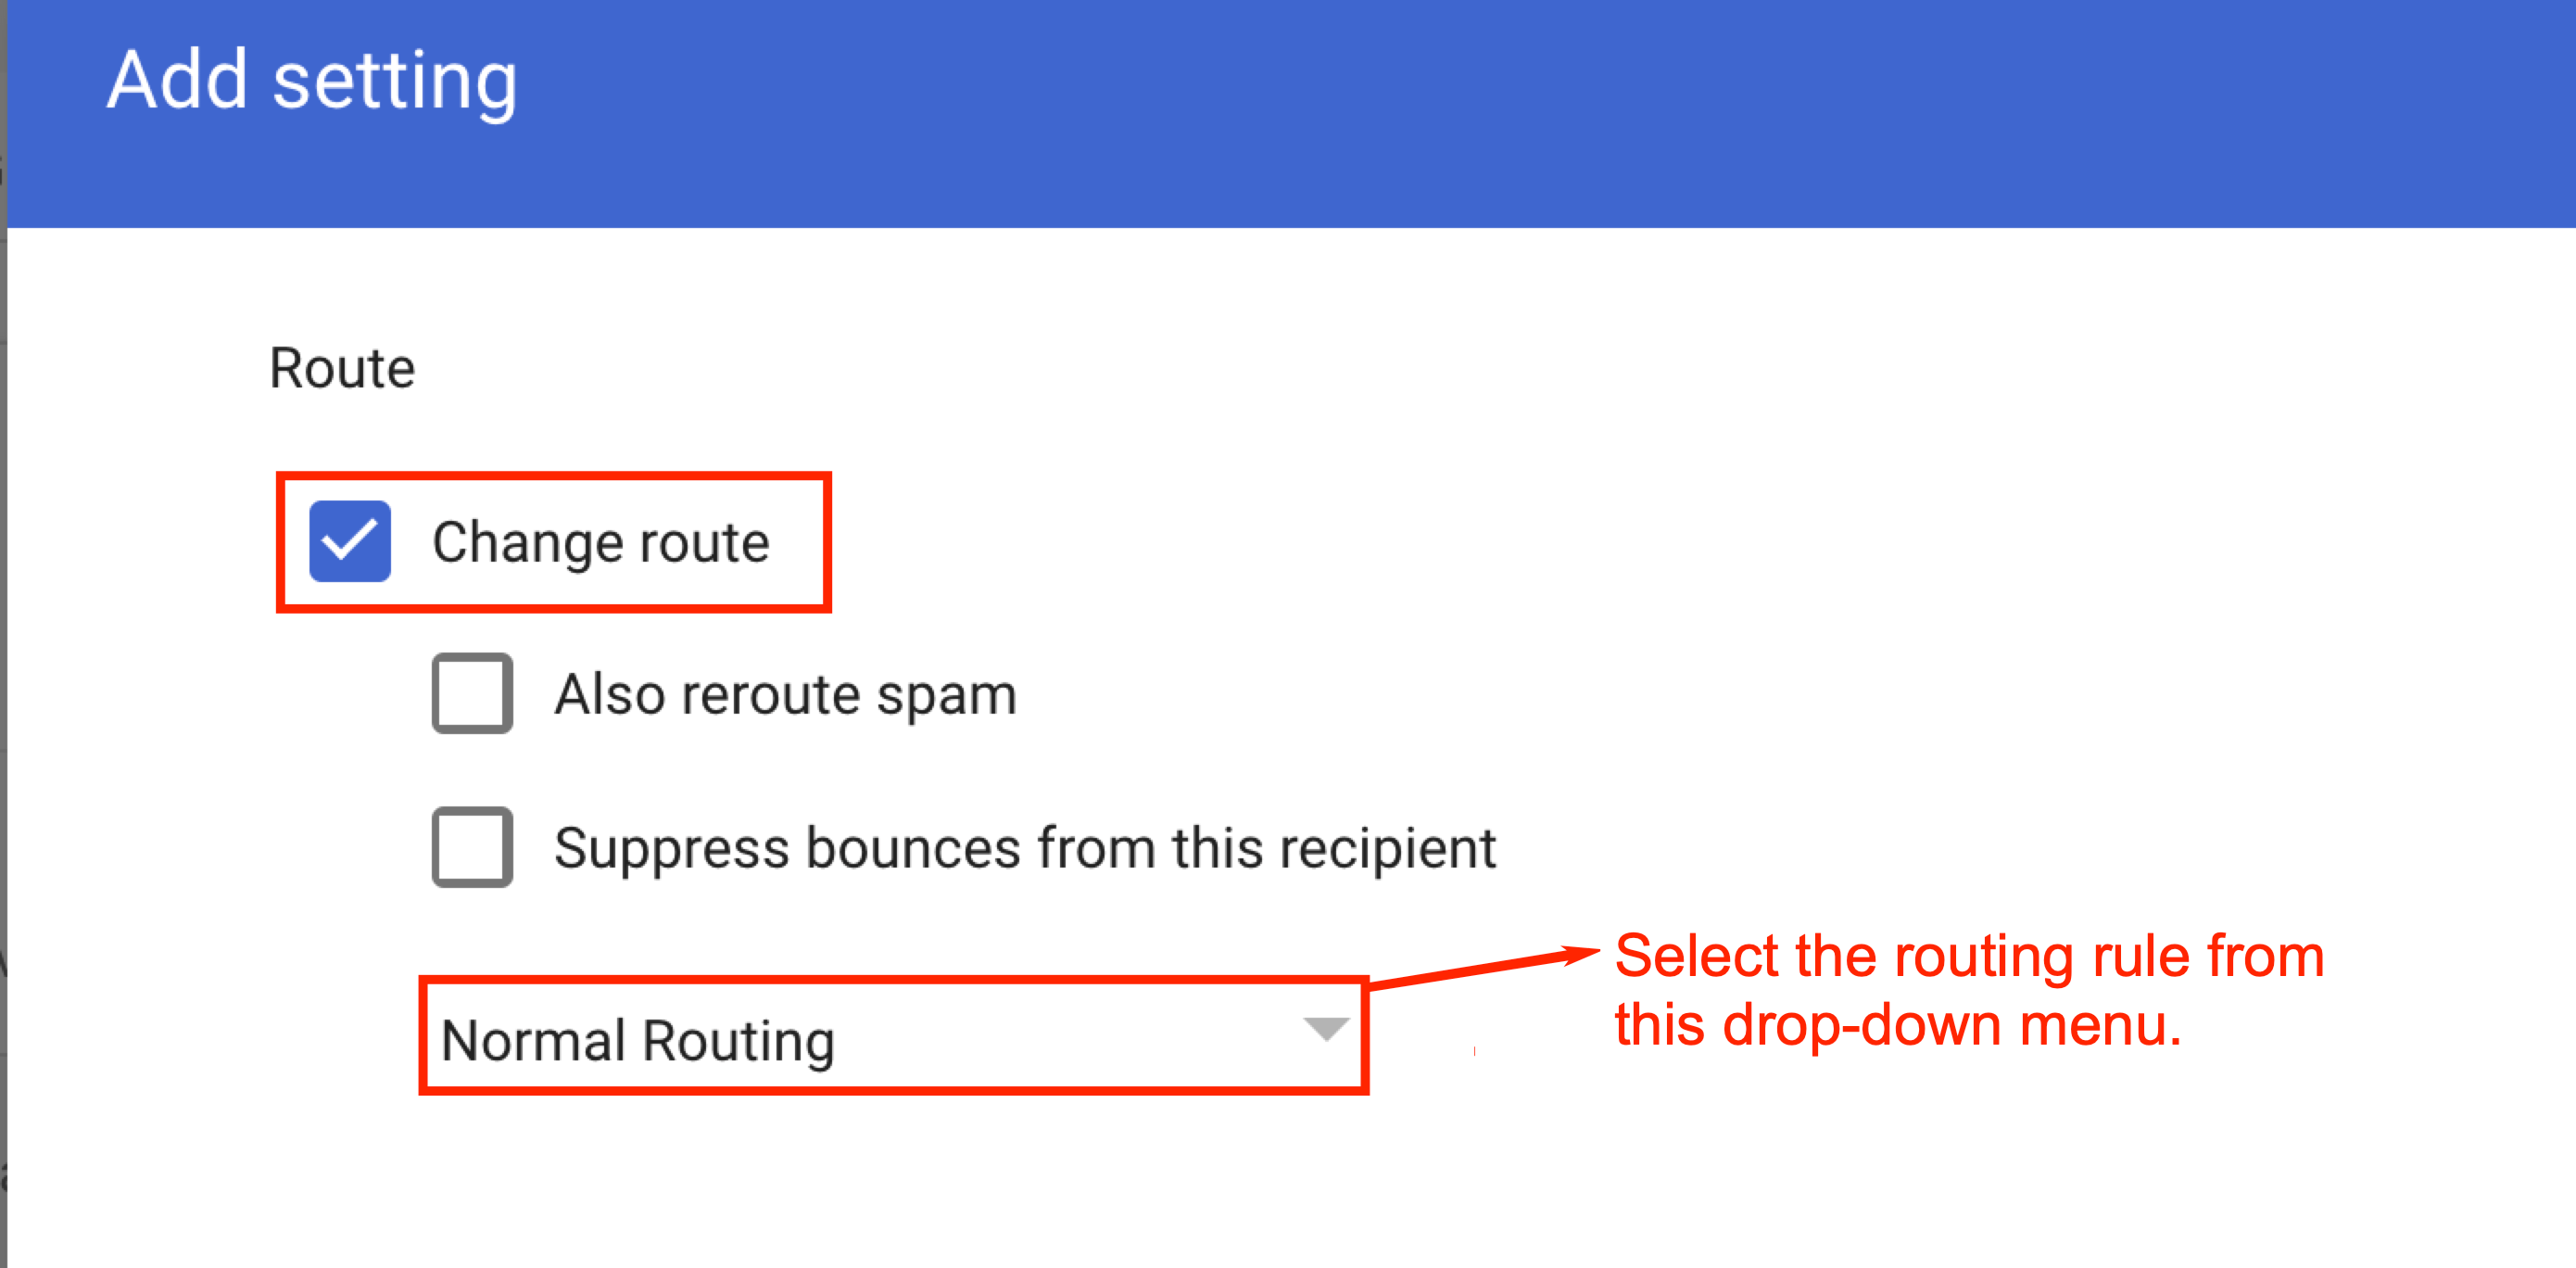 Add setting
Route
Change route
Also reroute spam
Suppress bounces from this recipient
Normal Routing
Select the routing rule from
this drop-down menu.